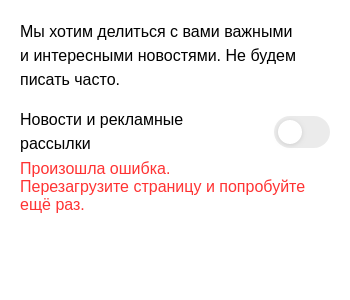 Мы хотим делиться с вами важными
и интересными новостями. Не будем
писать часто.
Новости и рекламные
рассылки
Произошла ошибка.
Перезагрузите страницу и попробуйте
ещё раз.